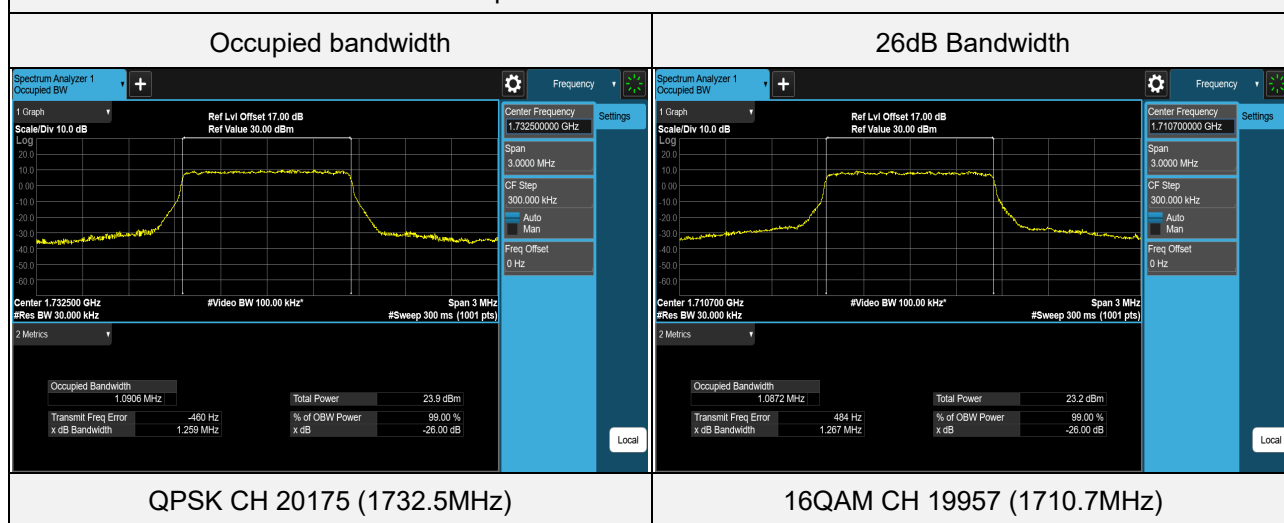 Occupied bandwidth
26dB Bandwidth
Spectrum Analyzer 1
Occupied BW
+
Frequency
1 Graph
Ref Lvl Offset 17.00 dB
Scale/Div 10.0 dB
Ref Value 30.00 dBm
Log
20.0
10.0
0.00
-10.0
-20.0
-30.0
-40.0
-50.0
-60.0
Center 1.732500 GHz
#Video BW 100.00 kHz*
Span 3 MHz
#Res BW 30.000 kHz
#Sweep 300 ms (1001 pts)
Center Frequency
1.732500000 GHz
Settings
Span
3.0000 MHz
CF Step
300.000 kHz
Auto
Man
Freq Offset
0 Hz
2 Metrics
Occupied Bandwidth
1.0906 MHz
Total Power 23.9 dBm
Transmit Freq Error -460 Hz
% of OBW Power 99.00 %
x dB Bandwidth 1.259 MHz
x dB -26.00 dB
Local
Spectrum Analyzer 1
Occupied BW
+
Frequency
1 Graph
Ref Lvl Offset 17.00 dB
Scale/Div 10.0 dB
Ref Value 30.00 dBm
Log
20.0
10.0
0.00
-10.0
-20.0
-30.0
-40.0
-50.0
-60.0
Center 1.710700 GHz
#Video BW 100.00 kHz*
Span 3 MHz
#Res BW 30.000 kHz
#Sweep 300 ms (1001 pts)
Center Frequency
1.710700000 GHz
Settings
Span
3.0000 MHz
CF Step
300.000 kHz
Auto
Man
Freq Offset
0 Hz
2 Metrics
Occupied Bandwidth
1.0872 MHz
Total Power 23.2 dBm
Transmit Freq Error 484 Hz
% of OBW Power 99.00 %
x dB Bandwidth 1.267 MHz
x dB -26.00 dB
Local
QPSK CH 20175 (1732.5MHz)
16QAM CH 19957 (1710.7MHz)